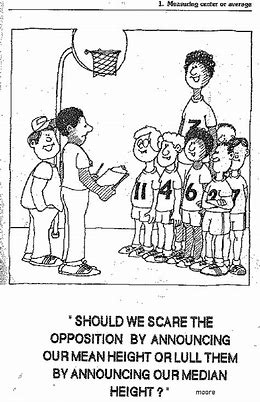 1. Measuring center or average
7
11 4 6 2 7
" SHOULD WE SCARE THE
OPPOSITION BY ANNOUNCING
OUR MEAN HEIGHT OR LULL THEM
BY ANNOUNCING OUR MEDIAN
HEIGHT ? "
moore